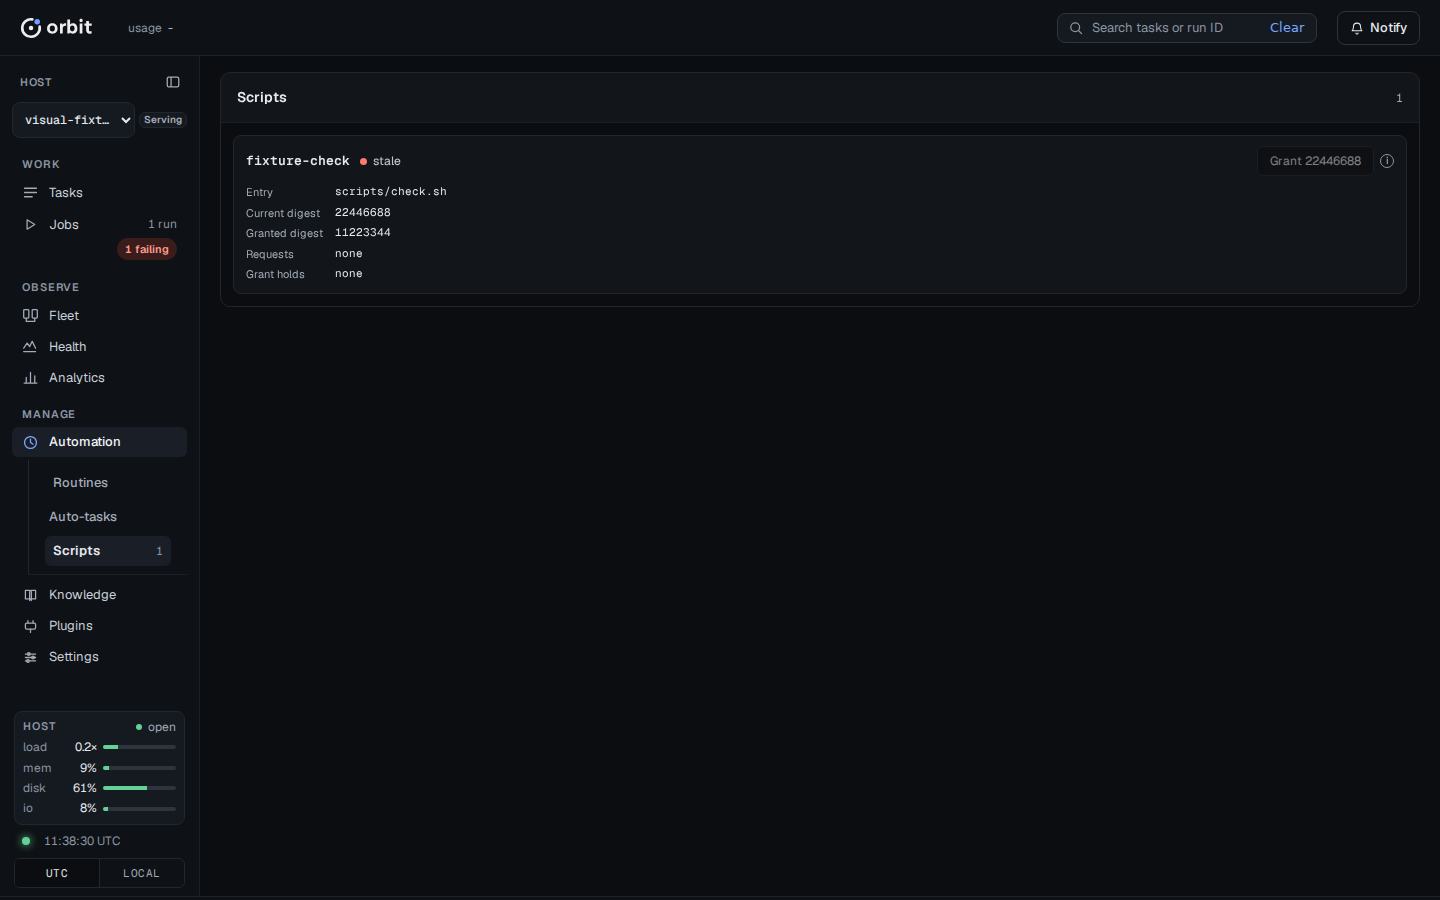 orbit
usage -
Search tasks or run ID
Clear
Notify
HOST
visual-fixt…
Serving
WORK
Tasks
Jobs
1 run
1 failing
OBSERVE
Fleet
Health
Analytics
MANAGE
Automation
Routines
Auto-tasks
Scripts
1
Knowledge
Plugins
Settings
HOST
open
load 0.2×
mem 9%
disk 61%
io 8%
11:38:30 UTC
UTC
LOCAL
Scripts
1
fixture-check
stale
Grant 22446688
Entry scripts/check.sh
Current digest 22446688
Granted digest 11223344
Requests none
Grant holds none